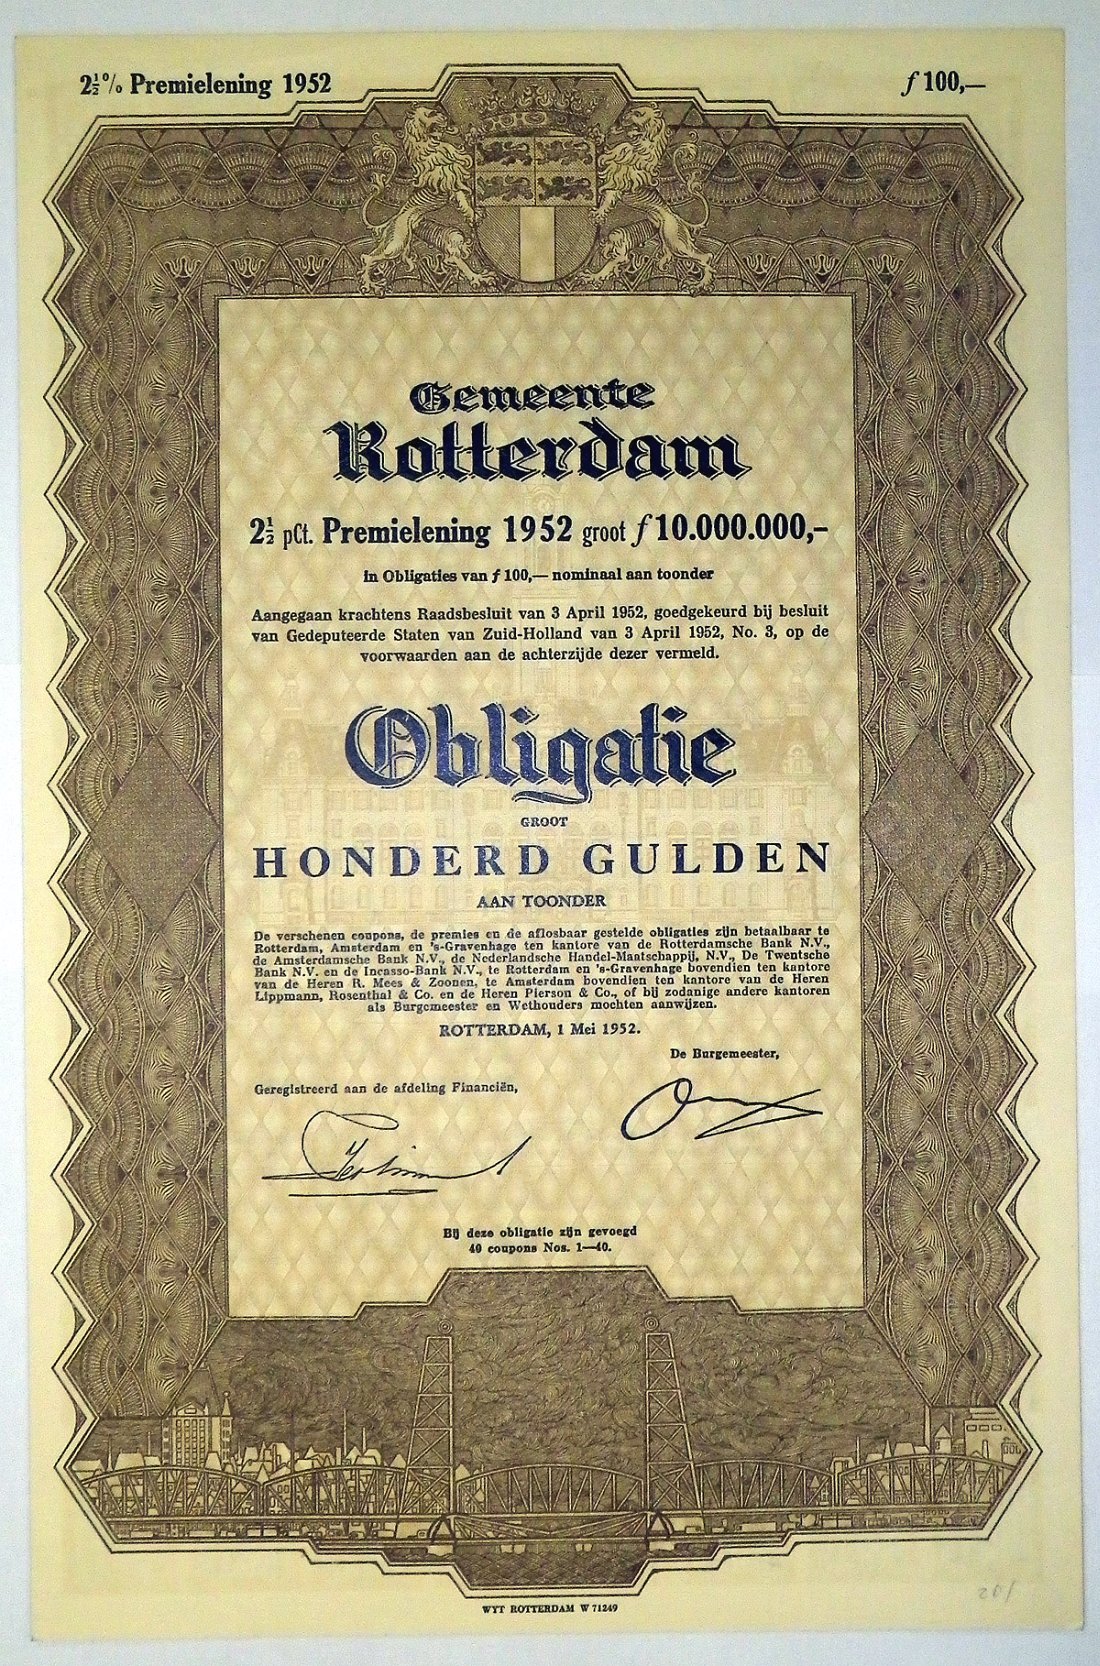 2½% Premielening 1952
ƒ 100,—
Gemeente
Rotterdam
2½ pCt. Premielening 1952 groot ƒ 10.000.000,-
in Obligaties van ƒ 100,— nominaal aan toonder
Aangegaan krachtens Raadsbesluit van 3 April 1952, goedgekeurd bij besluit
van Gedeputeerde Staten van Zuid-Holland van 3 April 1952, No. 3, op de
voorwaarden aan de achterzijde dezer vermeld.
Obligatie
GROOT
HONDERD GULDEN
AAN TOONDER
De verschenen coupons, de premies en de aflosbaar gestelde obligaties zijn betaalbaar te
Rotterdam, Amsterdam en 's-Gravenhage ten kantore van de Rotterdamsche Bank N.V.,
de Amsterdamsche Bank N.V., de Nederlandsche Handel-Maatschappij, N.V., De Twentsche
Bank N.V. en de Incasso-Bank N.V., te Rotterdam en 's-Gravenhage bovendien ten kantore
van de Heren R. Mees & Zoonen, te Amsterdam bovendien ten kantore van de Heren
Lippmann, Rosenthal & Co. en de Heren Pierson & Co., of bij zodanige andere kantoren
als Burgemeester en Wethouders mochten aanwijzen.
ROTTERDAM, 1 Mei 1952.
De Burgemeester,
Geregistreerd aan de afdeling Financiën,
Bij deze obligatie zijn gevoegd
40 coupons Nos. 1—40.
WYT ROTTERDAM W 71249